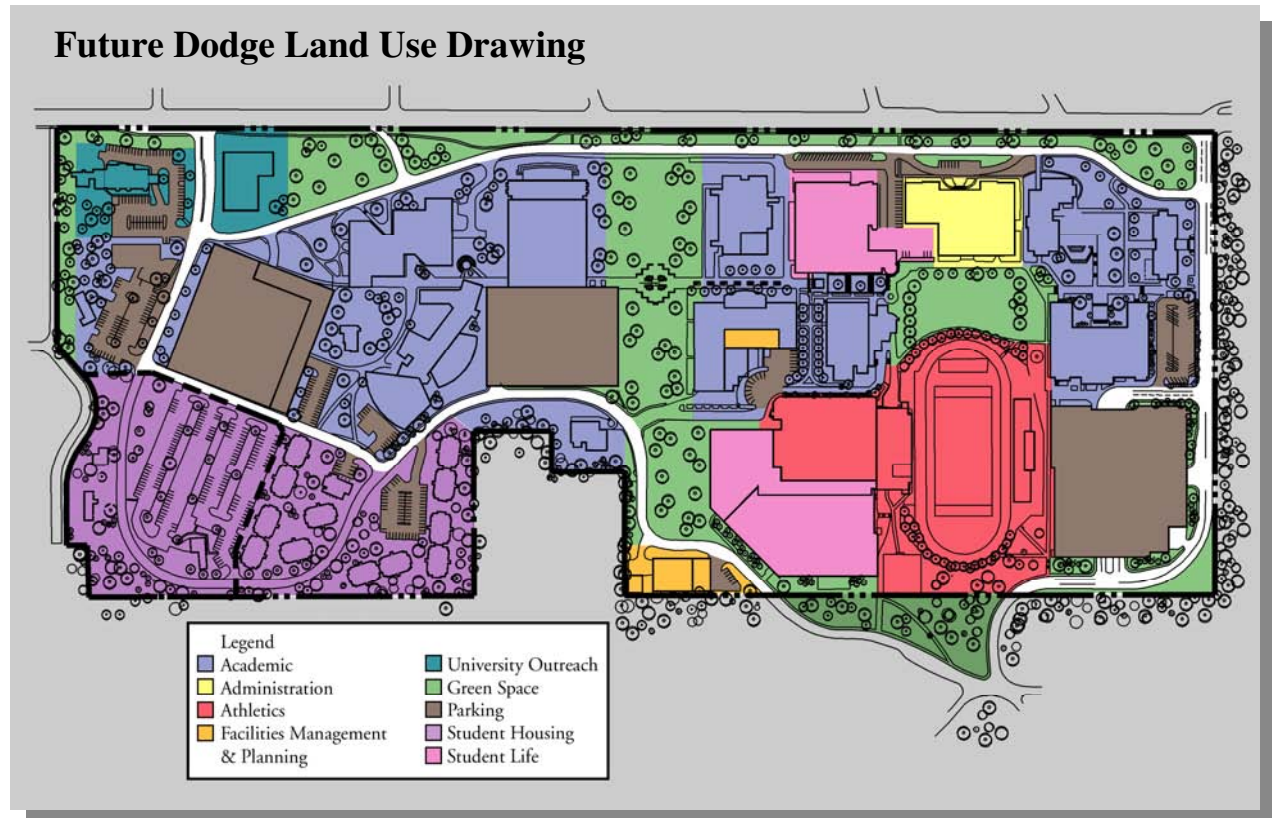 Future Dodge Land Use Drawing
Legend
Academic
Administration
Athletics
Facilities Management
& Planning
University Outreach
Green Space
Parking
Student Housing
Student Life